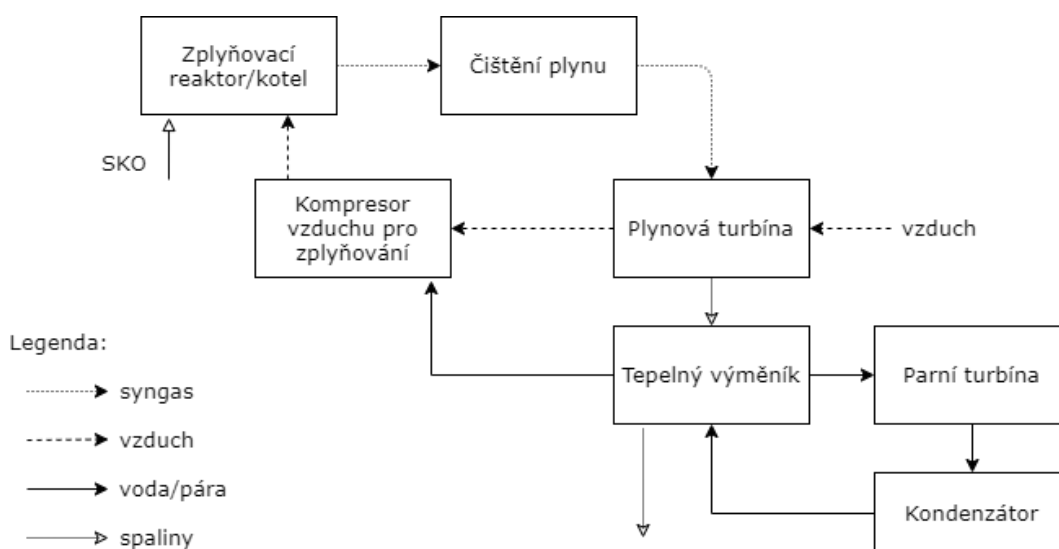 Zplyňovací
reaktor/kotel
Čištění plynu
SKO
Kompresor
vzduchu pro
zplyňování
Plynová turbína
vzduch
Legenda:
syngas
vzduch
voda/pára
spaliny
Tepelný výměník
Parní turbína
Kondenzátor